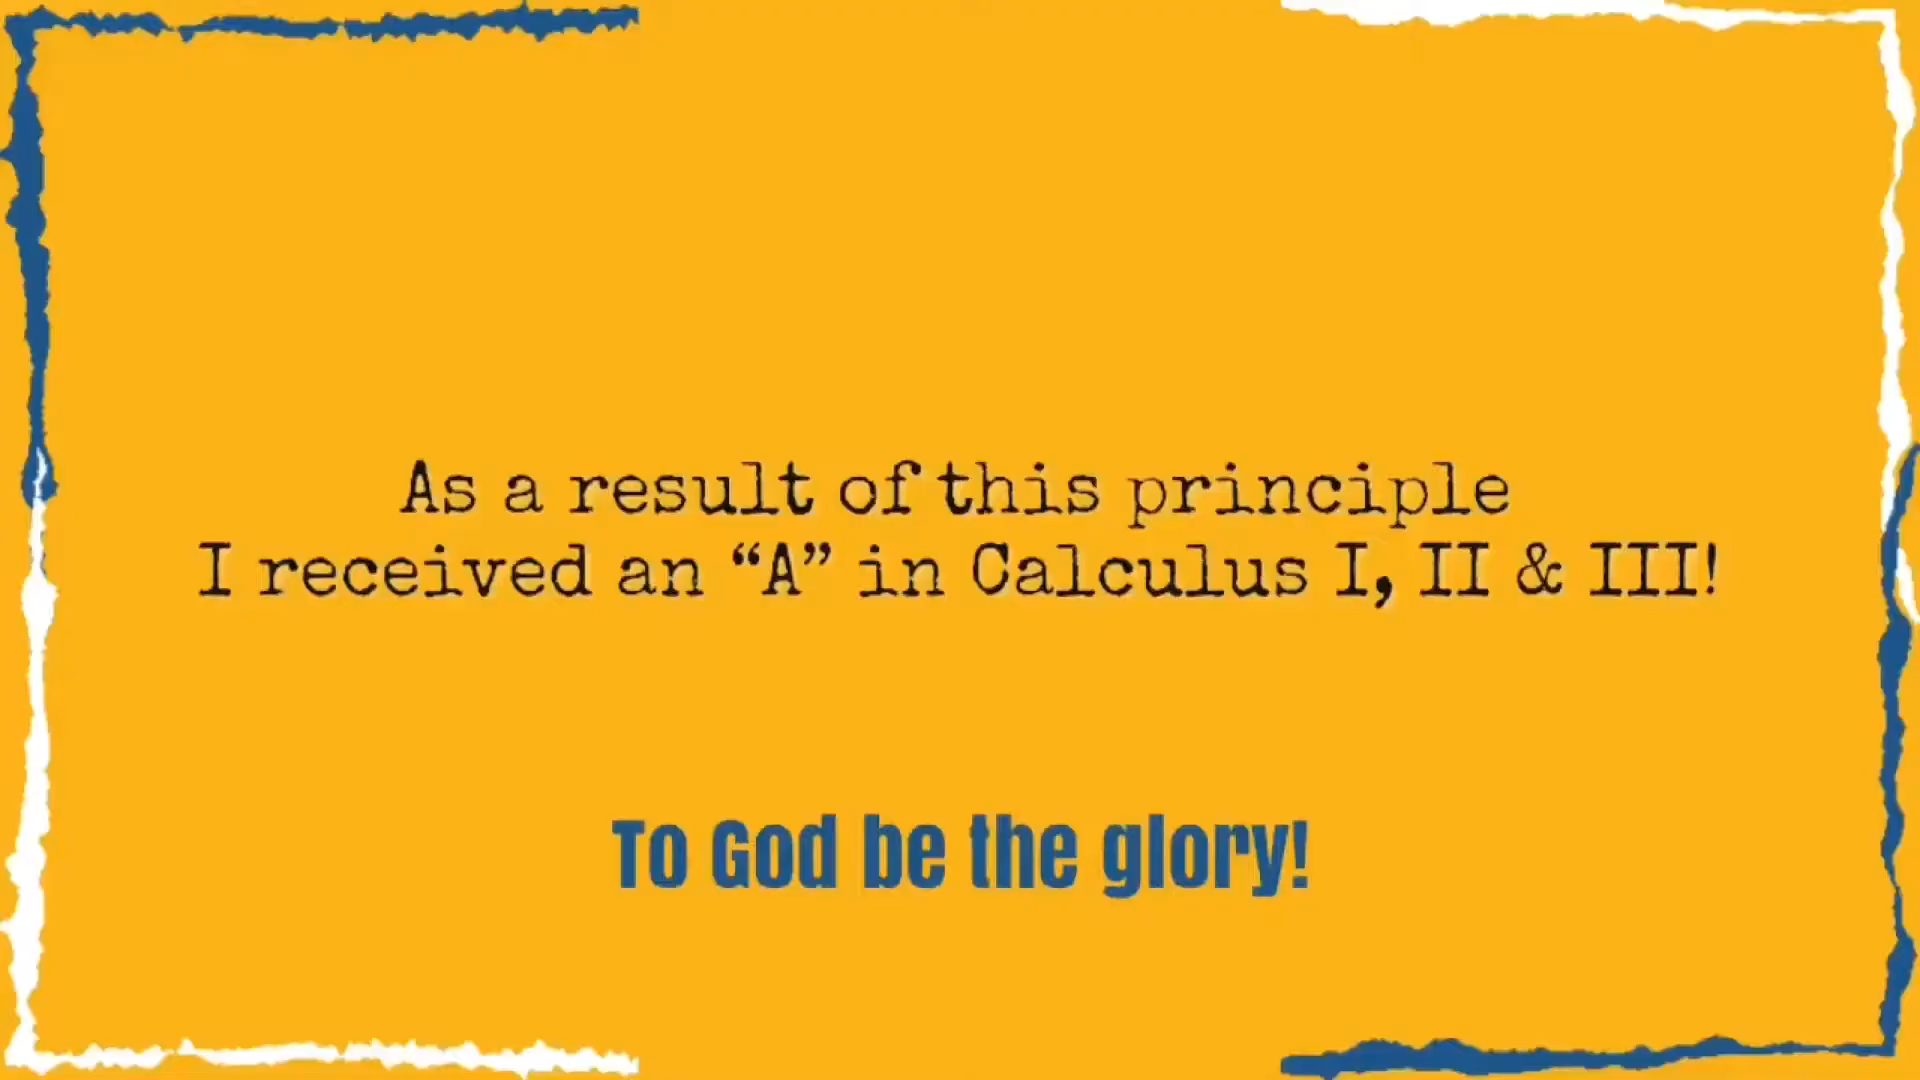 As a result of this principle
I received an “A” in Calculus I, II & III!
To God be the glory!